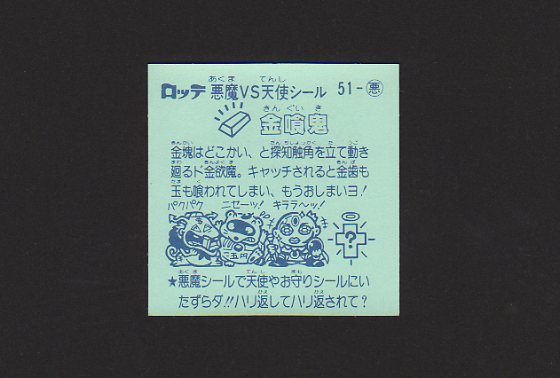 ロッテ 悪魔VS天使シール 51-悪
金喰鬼
金塊はどこかい、と探知触角を立て動き
廻るド金欲魔。キャッチされると金歯も
玉も喰われてしまい、もうおしまいヨ！
パクパク ニセーッ！ キララ〜ッ！
五円
？
★悪魔シールで天使やお守りシールにい
たずらダ!!ハリ返してハリ返されて？